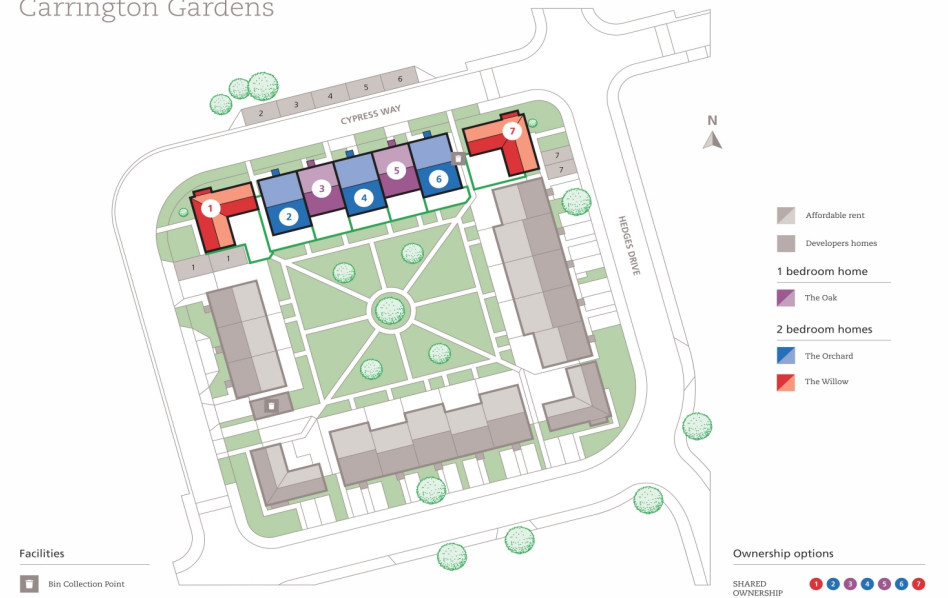 Carrington Gardens
2 3 4 5 6
CYPRESS WAY
7
5
3
6
4
2
1
7
7
1
1
HEDGES DRIVE
N
Affordable rent
Developers homes
1 bedroom home
The Oak
2 bedroom homes
The Orchard
The Willow
Facilities
Bin Collection Point
Ownership options
SHARED 1 2 3 4 5 6 7
OWNERSHIP